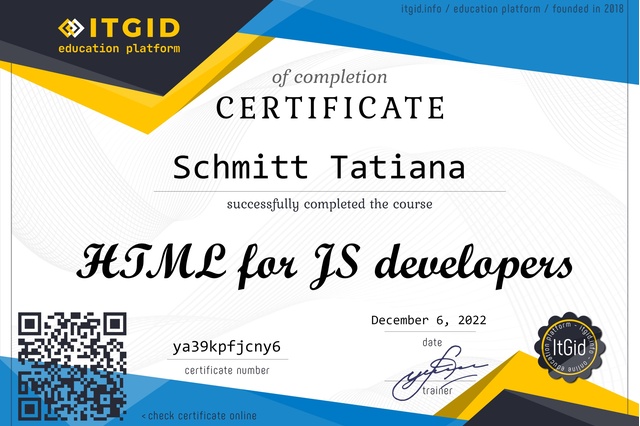 itgid.info / education platform / founded in 2018
ITGID
education platform
of completion
CERTIFICATE
Schmitt Tatiana
successfully completed the course
HTML for JS developers
December 6, 2022
date
ya39kpfjcny6
certificate number
trainer
< check certificate online
ItGid
education platform - itgid.info - online